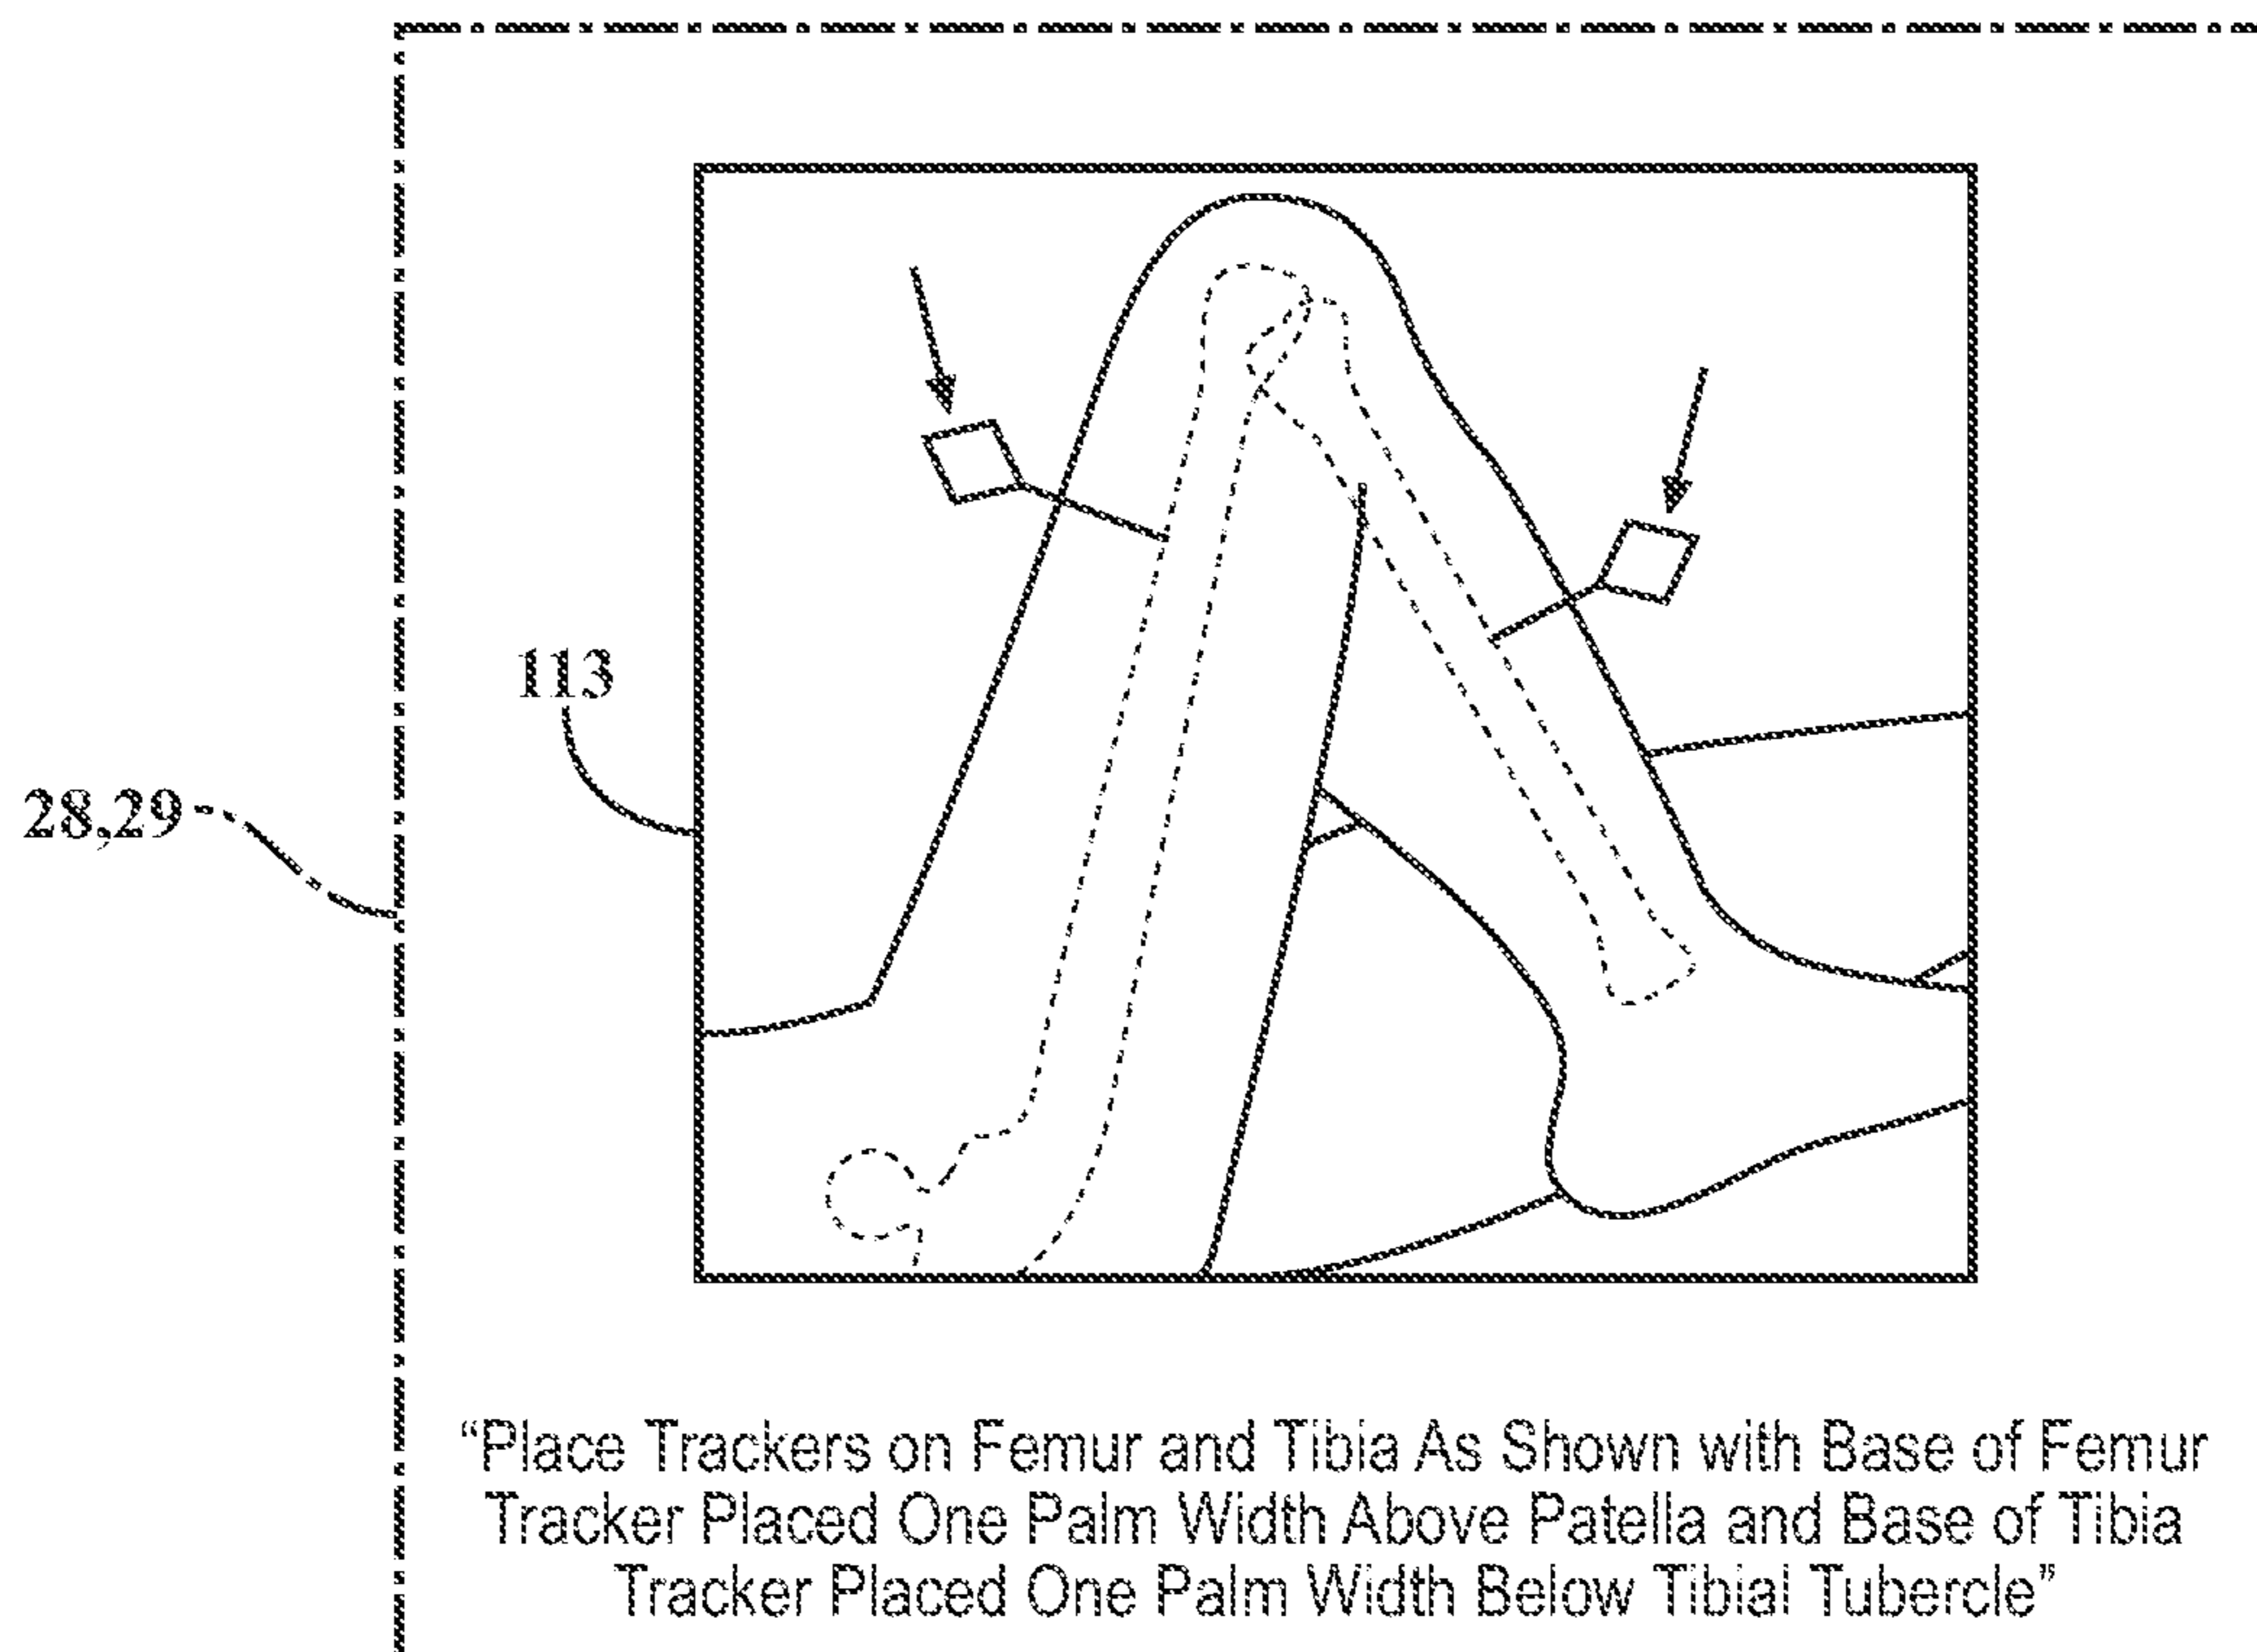 113
28,29
“Place Trackers on Femur and Tibia As Shown with Base of Femur
Tracker Placed One Palm Width Above Patella and Base of Tibia
Tracker Placed One Palm Width Below Tibial Tubercle”